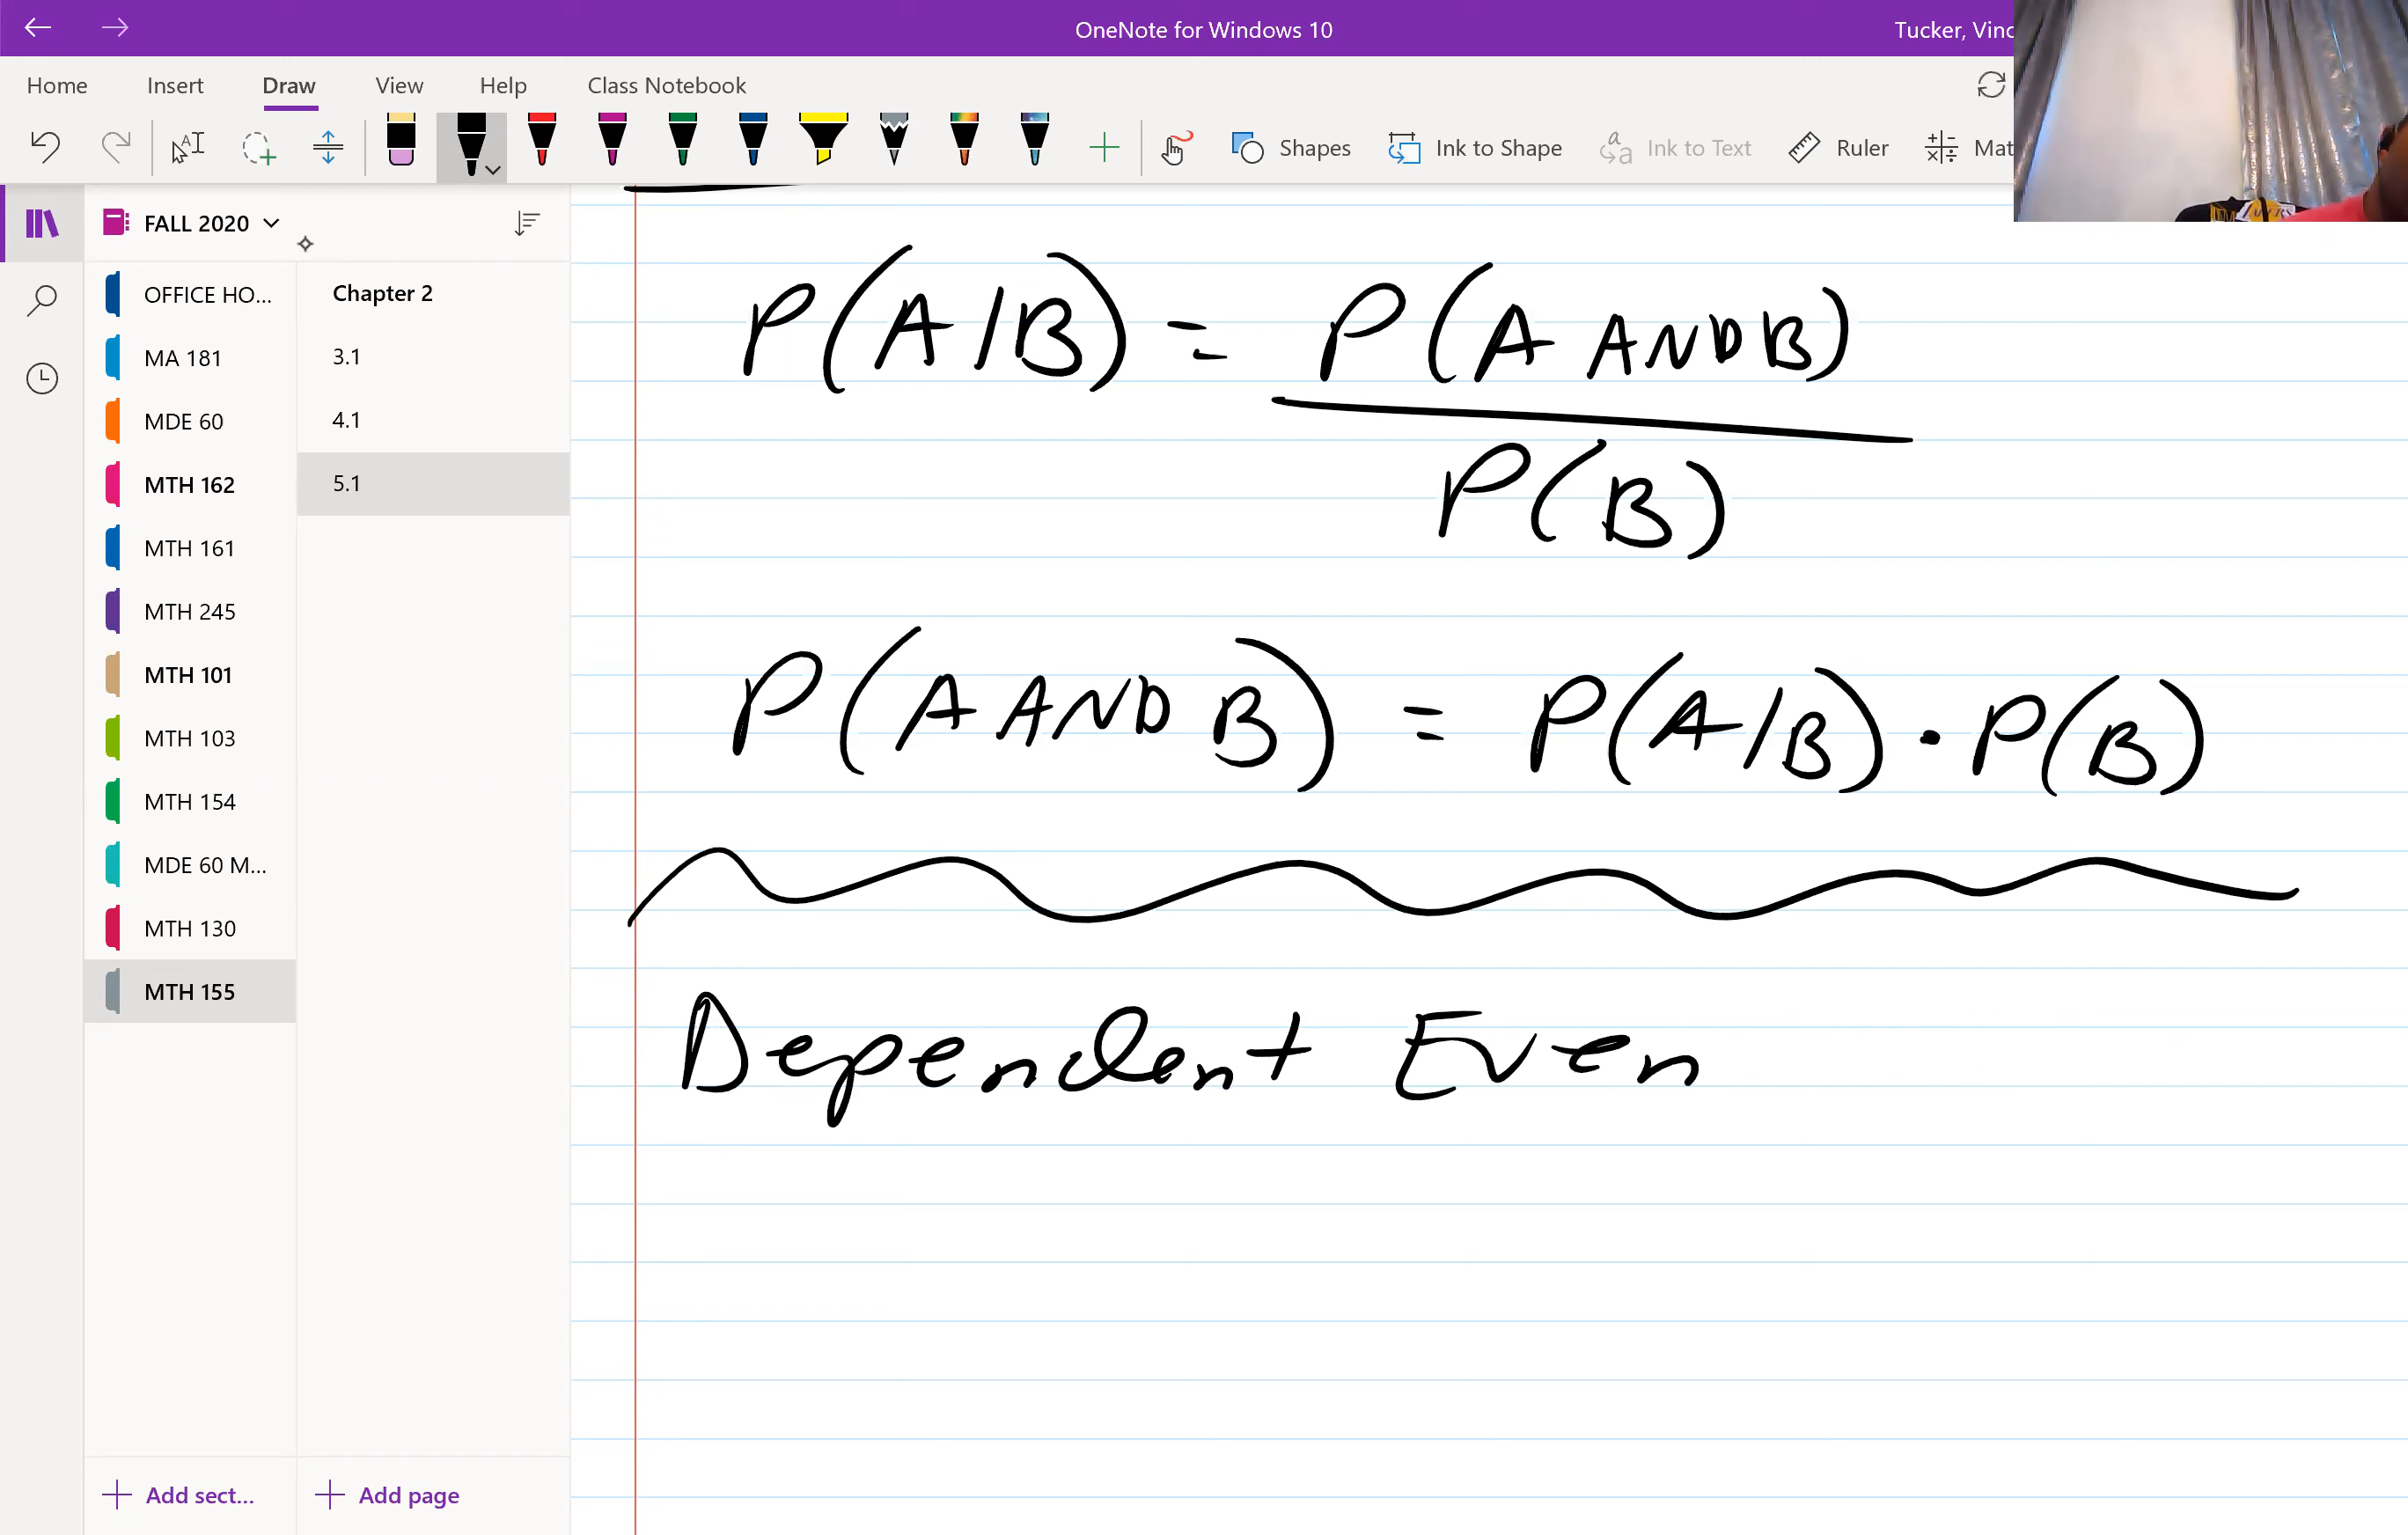 OneNote for Windows 10
Tucker, Vinc
Home Insert Draw View Help Class Notebook
Shapes Ink to Shape Ink to Text Ruler Mat
FALL 2020
OFFICE HO...
MA 181
MDE 60
MTH 162
MTH 161
MTH 245
MTH 101
MTH 103
MTH 154
MDE 60 M...
MTH 130
MTH 155
Add sect...
Chapter 2
3.1
4.1
5.1
Add page
P(A/B) = P(A AND B)
P(B)
P(A AND B) = P(A/B) · P(B)
Dependent Even